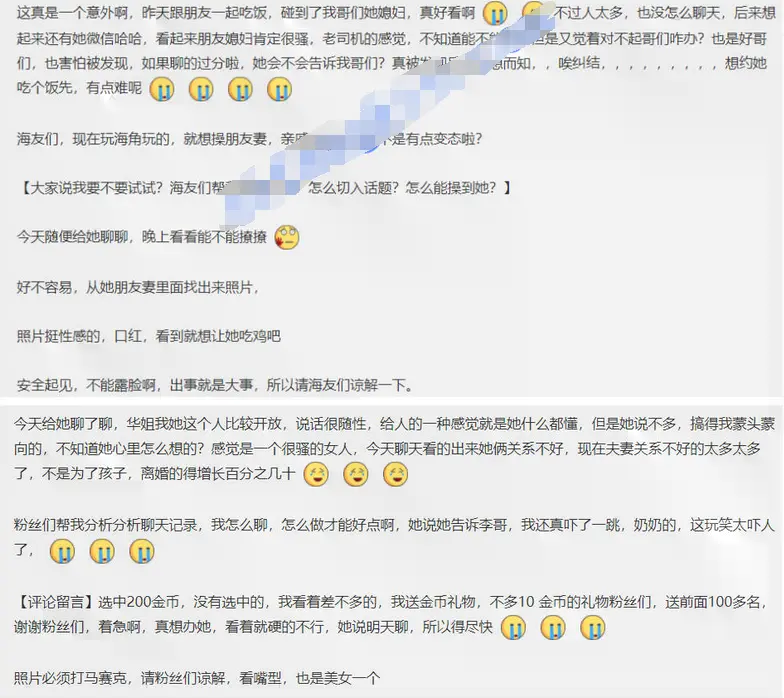 这真是一个意外啊，昨天跟朋友一起吃饭，碰到了我哥们她媳妇，真好看啊 不过人太多，也没怎么聊天，后来想
起来还有她微信哈哈，看起来朋友媳妇肯定很骚，老司机的感觉，不知道能不 但是又觉着对不起哥们咋办？也是好哥
们，也害怕被发现，如果聊的过分啦，她会不会告诉我哥们？真被发现 想而知，，唉纠结，，，，，，，，，想约她
吃个饭先，有点难呢
海友们，现在玩海角玩的，就想操朋友妻，亲 不是有点变态啦？
【大家说我要不要试试？海友们帮 怎么切入话题？怎么能操到她？】
今天随便给她聊聊，晚上看看能不能撩撩
好不容易，从她朋友妻里面找出来照片，
照片挺性感的，口红，看到就想让她吃鸡吧
安全起见，不能露脸啊，出事就是大事，所以请海友们谅解一下。
今天给她聊了聊，华姐我她这个人比较开放，说话很随性，给人的一种感觉就是她什么都懂，但是她说不多，搞得我蒙头蒙
向的，不知道她心里怎么想的？感觉是一个很骚的女人，今天聊天看的出来她俩关系不好，现在夫妻关系不好的太多太多
了，不是为了孩子，离婚的得增长百分之几十
粉丝们帮我分析分析聊天记录，我怎么聊，怎么做才能好点啊，她说她告诉李哥，我还真吓了一跳，奶奶的，这玩笑太吓人
了，
【评论留言】选中200金币，没有选中的，我看着差不多的，我送金币礼物，不多10 金币的礼物粉丝们，送前面100多名，
谢谢粉丝们，着急啊，真想办她，看着就硬的不行，她说明天聊，所以得尽快
照片必须打马赛克，请粉丝们谅解，看嘴型，也是美女一个